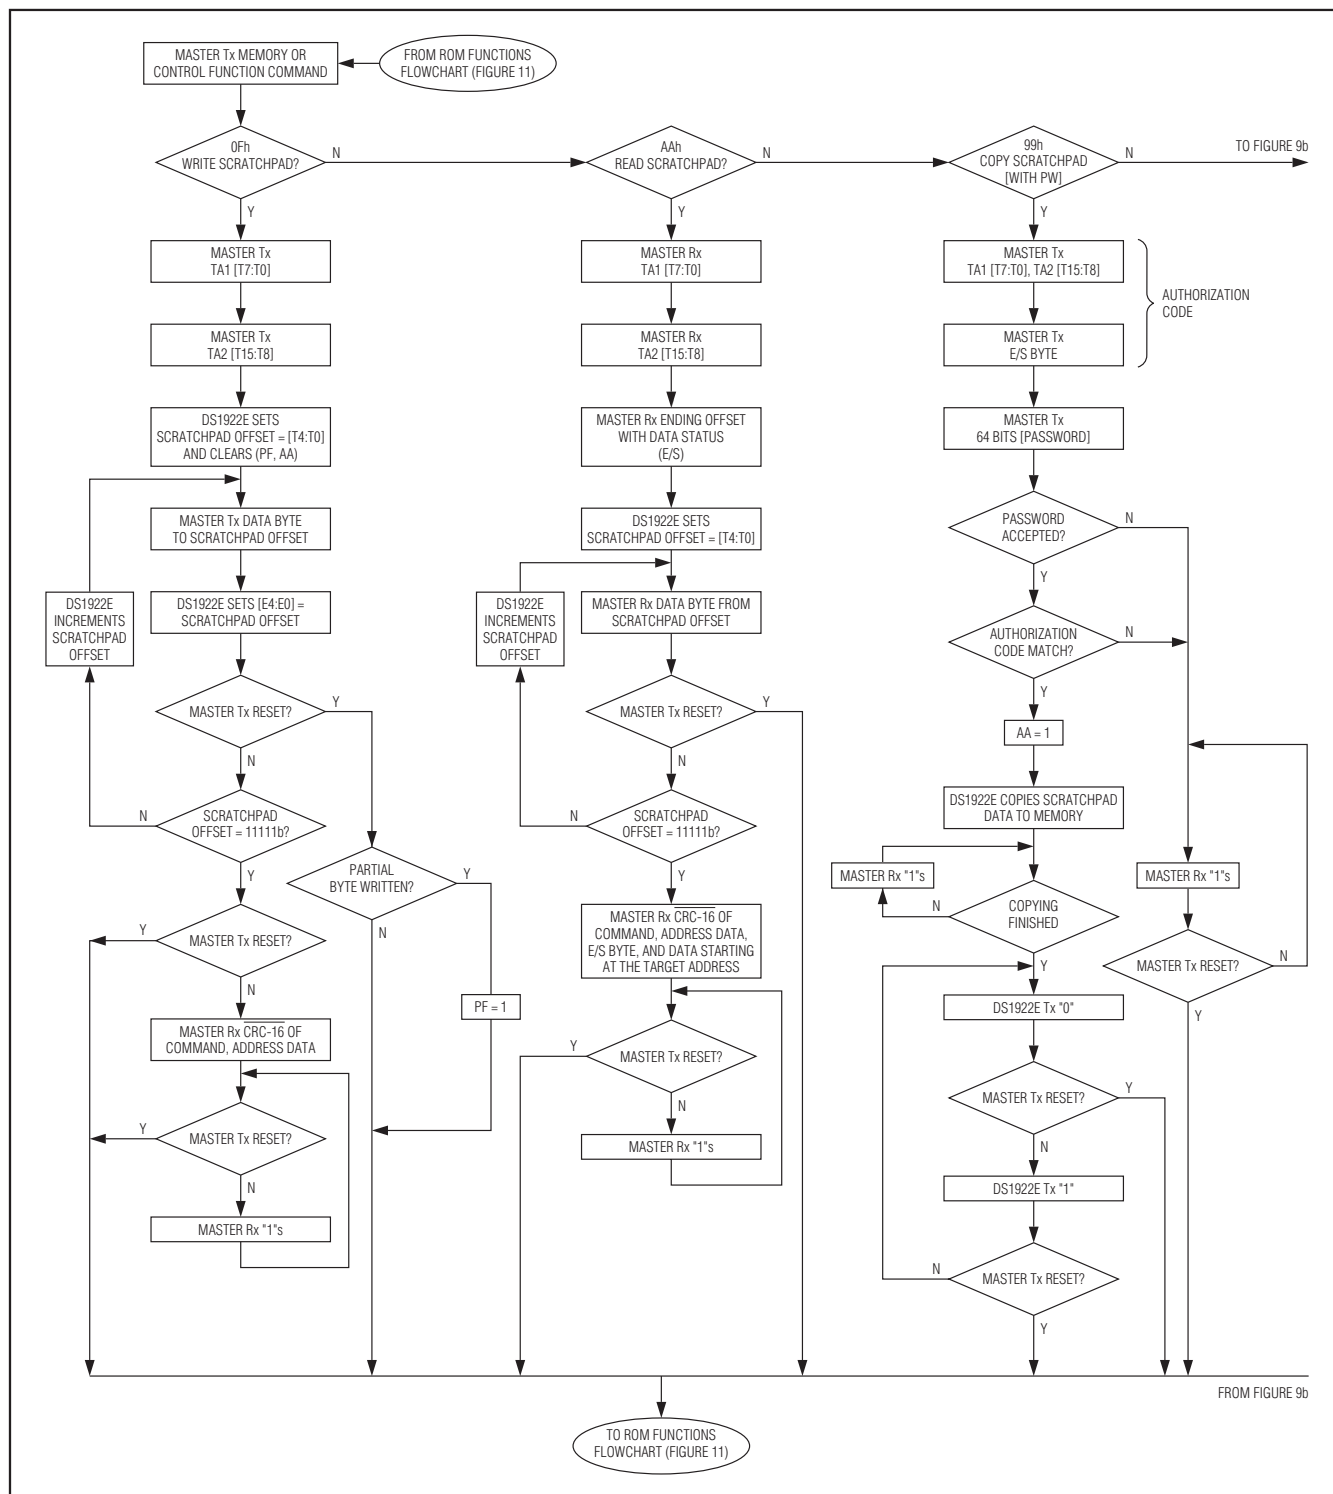 MASTER Tx MEMORY OR
CONTROL FUNCTION COMMAND
FROM ROM FUNCTIONS
FLOWCHART (FIGURE 11)
0Fh
WRITE SCRATCHPAD?
N
Y
AAh
READ SCRATCHPAD?
N
Y
99h
COPY SCRATCHPAD
[WITH PW]
N
Y
TO FIGURE 9b
MASTER Tx
TA1 [T7:T0]
MASTER Tx
TA2 [T15:T8]
DS1922E SETS
SCRATCHPAD OFFSET = [T4:T0]
AND CLEARS (PF, AA)
MASTER Tx DATA BYTE
TO SCRATCHPAD OFFSET
DS1922E SETS [E4:E0] =
SCRATCHPAD OFFSET
DS1922E
INCREMENTS
SCRATCHPAD
OFFSET
MASTER Tx RESET?
Y
N
SCRATCHPAD
OFFSET = 11111b?
N
Y
PARTIAL
BYTE WRITTEN?
Y
N
PF = 1
MASTER Tx RESET?
Y
N
MASTER Rx CRC-16 OF
COMMAND, ADDRESS DATA
MASTER Tx RESET?
Y
N
MASTER Rx "1"s
MASTER Rx
TA1 [T7:T0]
MASTER Rx
TA2 [T15:T8]
MASTER Rx ENDING OFFSET
WITH DATA STATUS
(E/S)
DS1922E SETS
SCRATCHPAD OFFSET = [T4:T0]
MASTER Rx DATA BYTE FROM
SCRATCHPAD OFFSET
DS1922E
INCREMENTS
SCRATCHPAD
OFFSET
MASTER Tx RESET?
Y
N
SCRATCHPAD
OFFSET = 11111b?
N
Y
MASTER Rx CRC-16 OF
COMMAND, ADDRESS DATA,
E/S BYTE, AND DATA STARTING
AT THE TARGET ADDRESS
MASTER Tx RESET?
Y
N
MASTER Rx "1"s
MASTER Tx
TA1 [T7:T0], TA2 [T15:T8]
MASTER Tx
E/S BYTE
AUTHORIZATION
CODE
MASTER Tx
64 BITS [PASSWORD]
PASSWORD
ACCEPTED?
N
Y
AUTHORIZATION
CODE MATCH?
N
Y
AA = 1
DS1922E COPIES SCRATCHPAD
DATA TO MEMORY
MASTER Rx "1"s
COPYING
FINISHED
N
Y
MASTER Rx "1"s
MASTER Tx RESET?
N
Y
DS1922E Tx "0"
MASTER Tx RESET?
Y
N
DS1922E Tx "1"
MASTER Tx RESET?
N
Y
FROM FIGURE 9b
TO ROM FUNCTIONS
FLOWCHART (FIGURE 11)